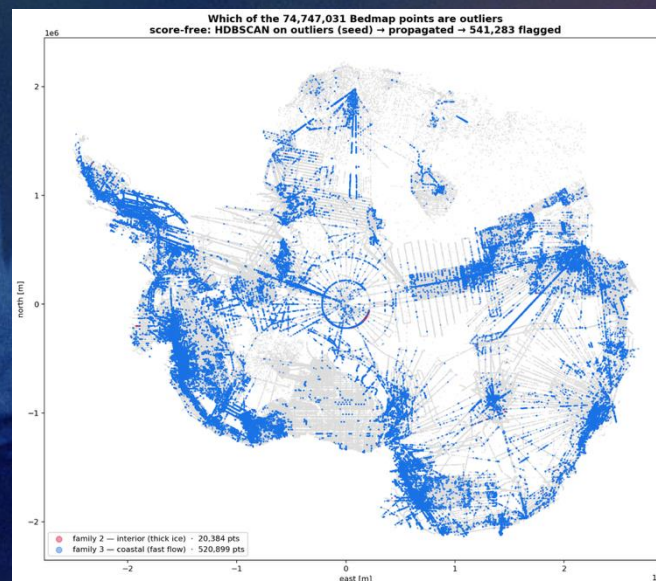 Which of the 74,747,031 Bedmap points are outliers
score-free: HDBSCAN on outliers (seed) → propagated → 541,283 flagged
1e6
2
1
0
−1
−2
north [m]
family 2 — interior (thick ice) · 20,384 pts
family 3 — coastal (fast flow) · 520,899 pts
−2
−1
0
1
2
east [m]